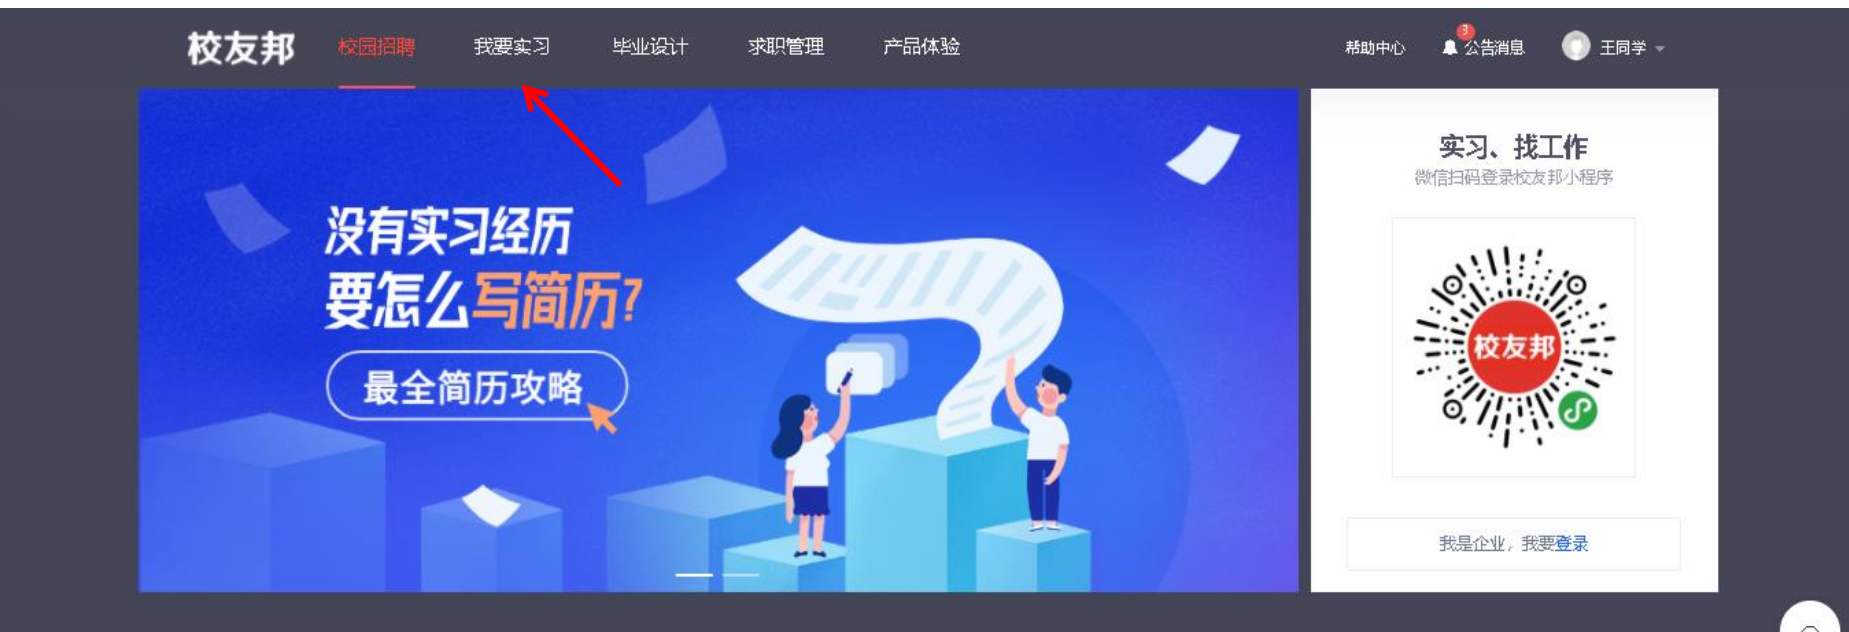 校友邦 校园招聘 我要实习 毕业设计 求职管理 产品体验 帮助中心 3 公告消息 王同学
没有实习经历
要怎么写简历?
最全简历攻略
实习、找工作
微信扫码登录校友邦小程序
校友邦
我是企业，我要登录